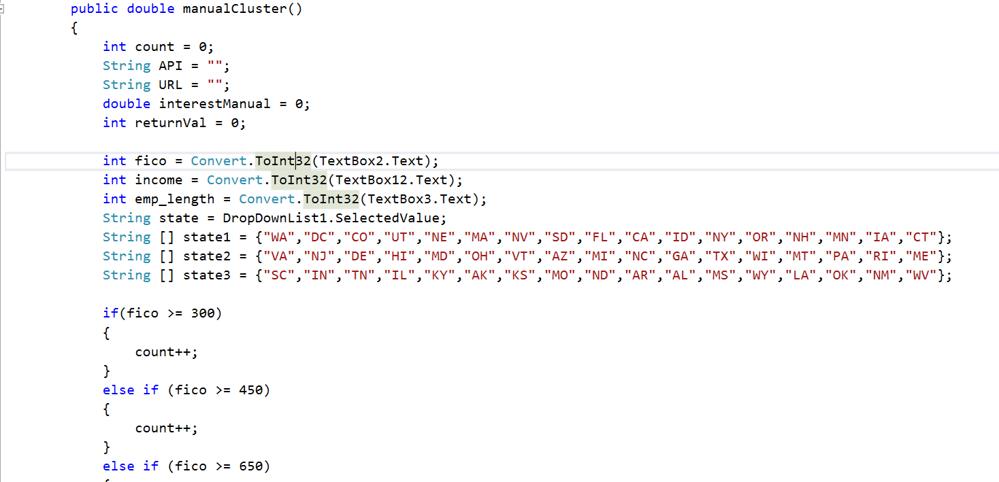 public double manualCluster()
{
int count = 0;
String API = "";
String URL = "";
double interestManual = 0;
int returnVal = 0;
int fico = Convert.ToInt32(TextBox2.Text);
int income = Convert.ToInt32(TextBox12.Text);
int emp_length = Convert.ToInt32(TextBox3.Text);
String state = DropDownList1.SelectedValue;
String [] state1 = {"WA","DC","CO","UT","NE","MA","NV","SD","FL","CA","ID","NY","OR","NH","MN","IA","CT"};
String [] state2 = {"VA","NJ","DE","HI","MD","OH","VT","AZ","MI","NC","GA","TX","WI","MT","PA","RI","ME"};
String [] state3 = {"SC","IN","TN","IL","KY","AK","KS","MO","ND","AR","AL","MS","WY","LA","OK","NM","WV"};
if(fico >= 300)
{
count++;
}
else if (fico >= 450)
{
count++;
}
else if (fico >= 650)